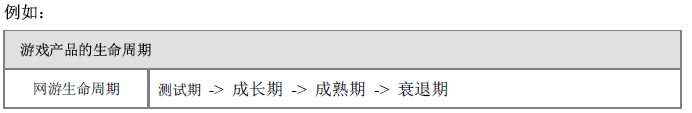 例如：
游戏产品的生命周期
网游生命周期 测试期 -> 成长期 -> 成熟期 -> 衰退期